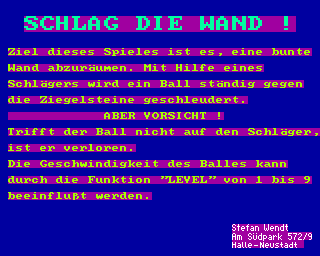 SCHLAG DIE WAND !
Ziel dieses Spieles ist es, eine bunte
Wand abzuräumen. Mit Hilfe eines
Schlägers wird ein Ball ständig gegen
die Ziegelsteine geschleudert.
ABER VORSICHT !
Trifft der Ball nicht auf den Schläger,
ist er verloren.
Die Geschwindigkeit des Balles kann
durch die Funktion "LEVEL" von 1 bis 9
beeinflußt werden.
Stefan Wendt
Am Südpark 572/9
Halle-Neustadt